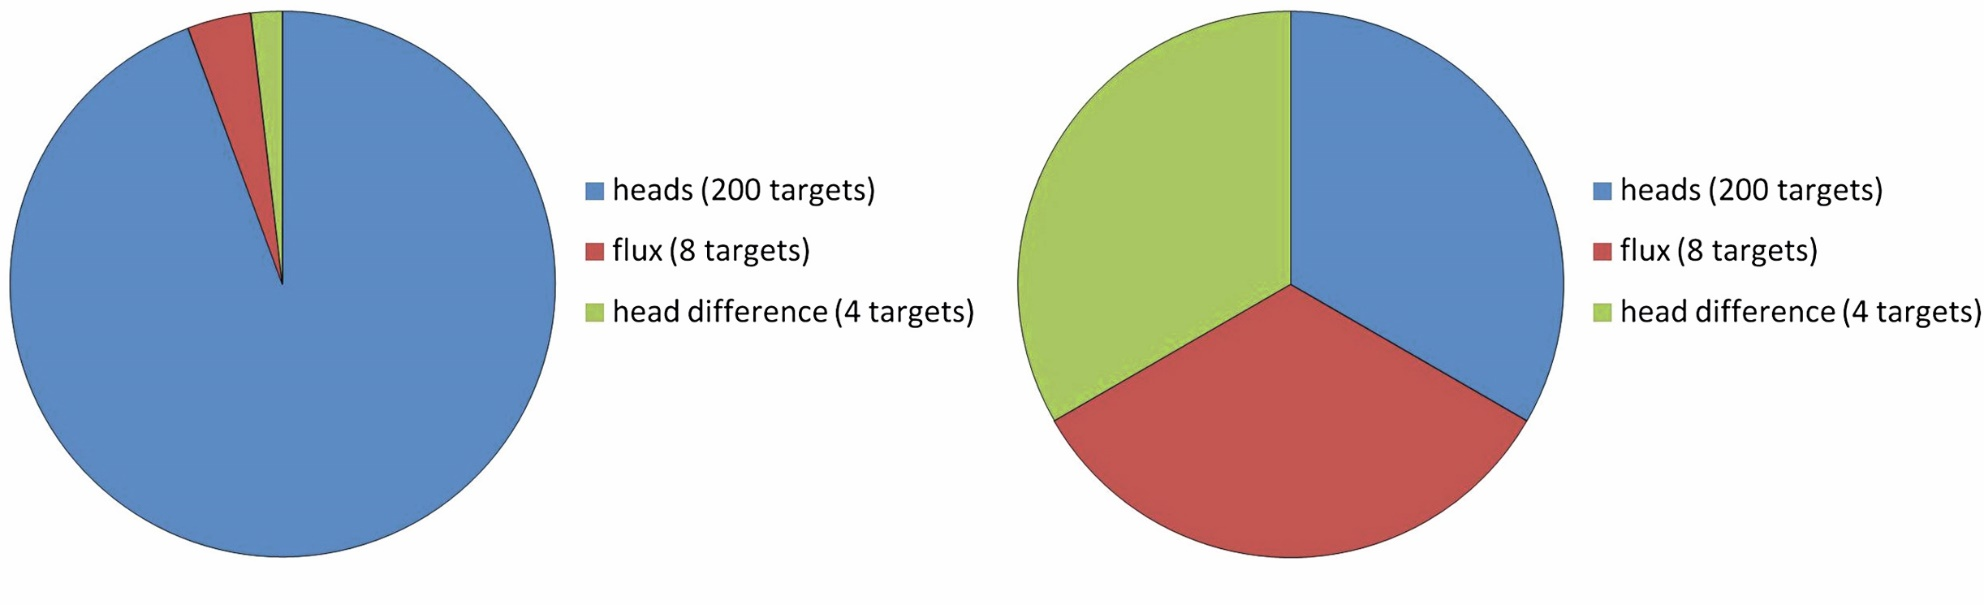 heads (200 targets)
flux (8 targets)
head difference (4 targets)
heads (200 targets)
flux (8 targets)
head difference (4 targets)